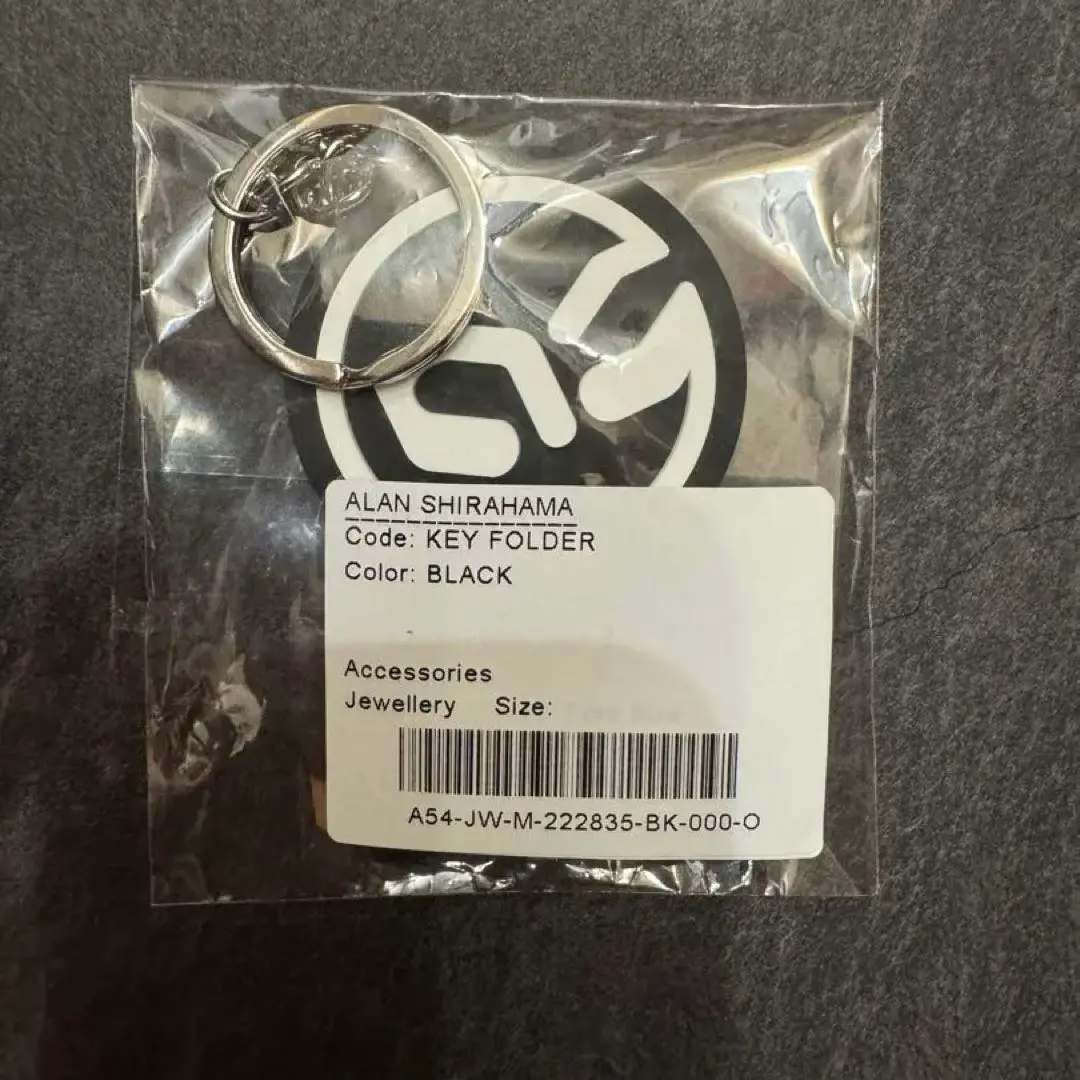 ALAN SHIRAHAMA
Code: KEY FOLDER
Color: BLACK
Accessories
Jewellery Size:
A54-JW-M-222835-BK-000-O